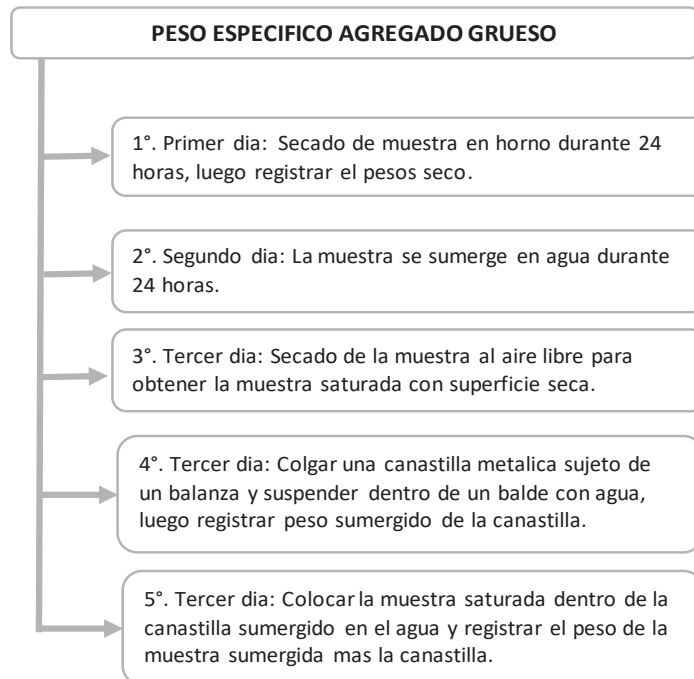 PESO ESPECIFICO AGREGADO GRUESO
1°. Primer dia: Secado de muestra en horno durante 24
horas, luego registrar el pesos seco.
2°. Segundo dia: La muestra se sumerge en agua durante
24 horas.
3°. Tercer dia: Secado de la muestra al aire libre para
obtener la muestra saturada con superficie seca.
4°. Tercer dia: Colgar una canastilla metalica sujeto de
un balanza y suspender dentro de un balde con agua,
luego registrar peso sumergido de la canastilla.
5°. Tercer dia: Colocar la muestra saturada dentro de la
canastilla sumergido en el agua y registrar el peso de la
muestra sumergida mas la canastilla.